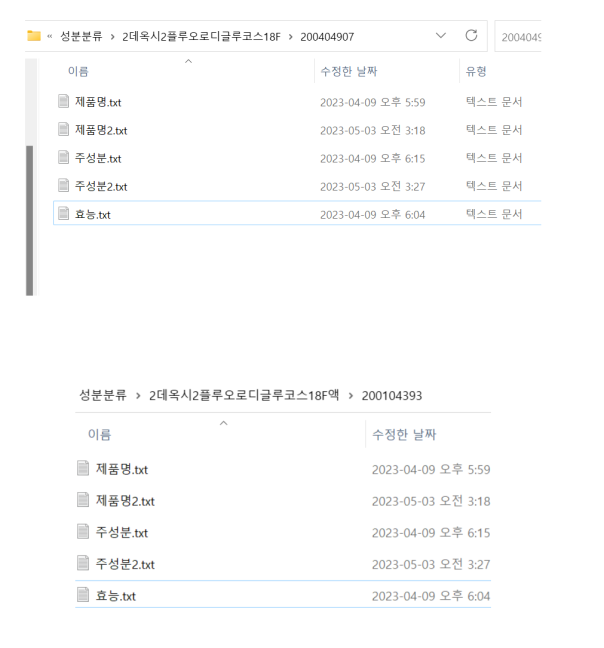 « 성분분류 > 2데옥시2플루오로디글루코스18F > 200404907 2004049
이름 수정한 날짜 유형
제품명.txt 2023-04-09 오후 5:59 텍스트 문서
제품명2.txt 2023-05-03 오전 3:18 텍스트 문서
주성분.txt 2023-04-09 오후 6:15 텍스트 문서
주성분2.txt 2023-05-03 오전 3:27 텍스트 문서
효능.txt 2023-04-09 오후 6:04 텍스트 문서
성분분류 > 2데옥시2플루오로디글루코스18F액 > 200104393
이름 수정한 날짜
제품명.txt 2023-04-09 오후 5:59
제품명2.txt 2023-05-03 오전 3:18
주성분.txt 2023-04-09 오후 6:15
주성분2.txt 2023-05-03 오전 3:27
효능.txt 2023-04-09 오후 6:04